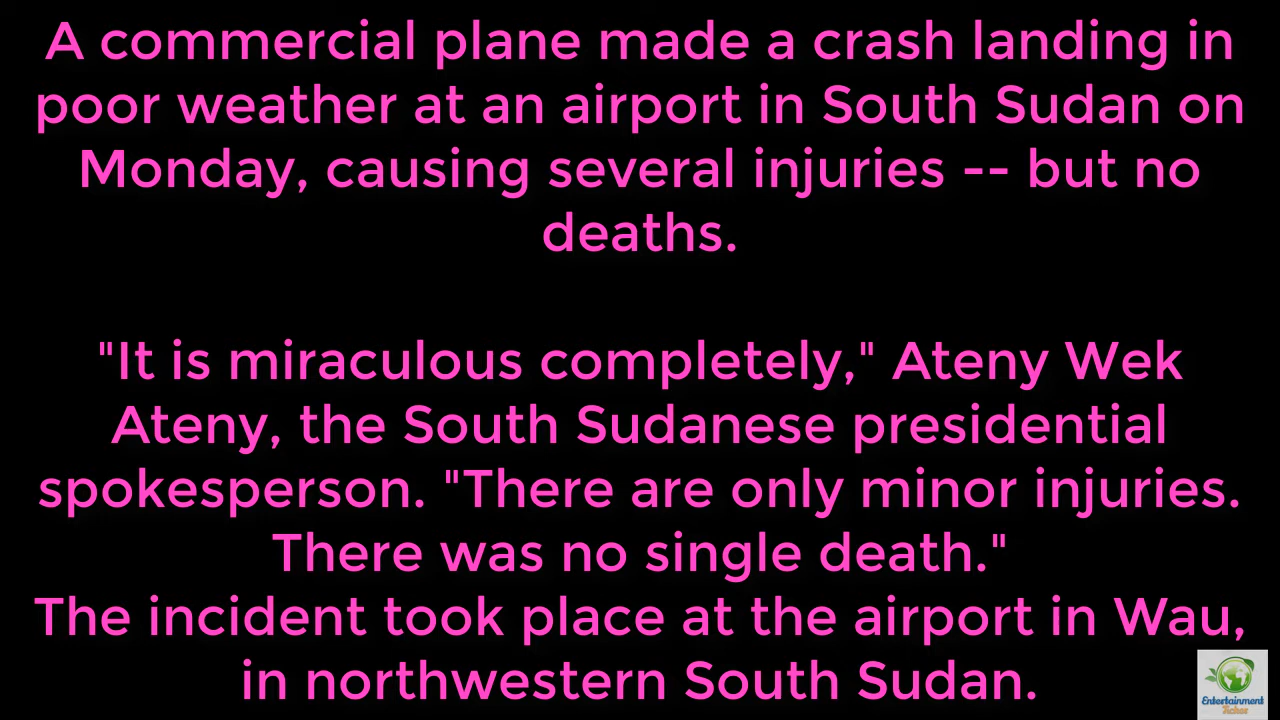 A commercial plane made a crash landing in
poor weather at an airport in South Sudan on
Monday, causing several injuries -- but no
deaths.
"It is miraculous completely," Ateny Wek
Ateny, the South Sudanese presidential
spokesperson. "There are only minor injuries.
There was no single death."
The incident took place at the airport in Wau,
in northwestern South Sudan.
Entertainment
Ticker